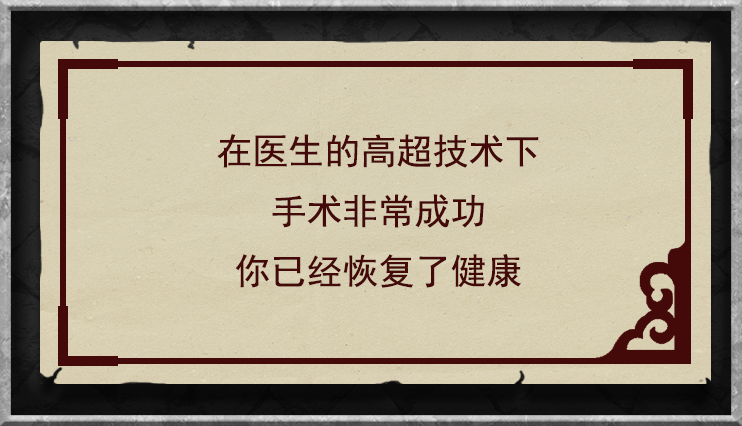 在医生的高超技术下
手术非常成功
你已经恢复了健康